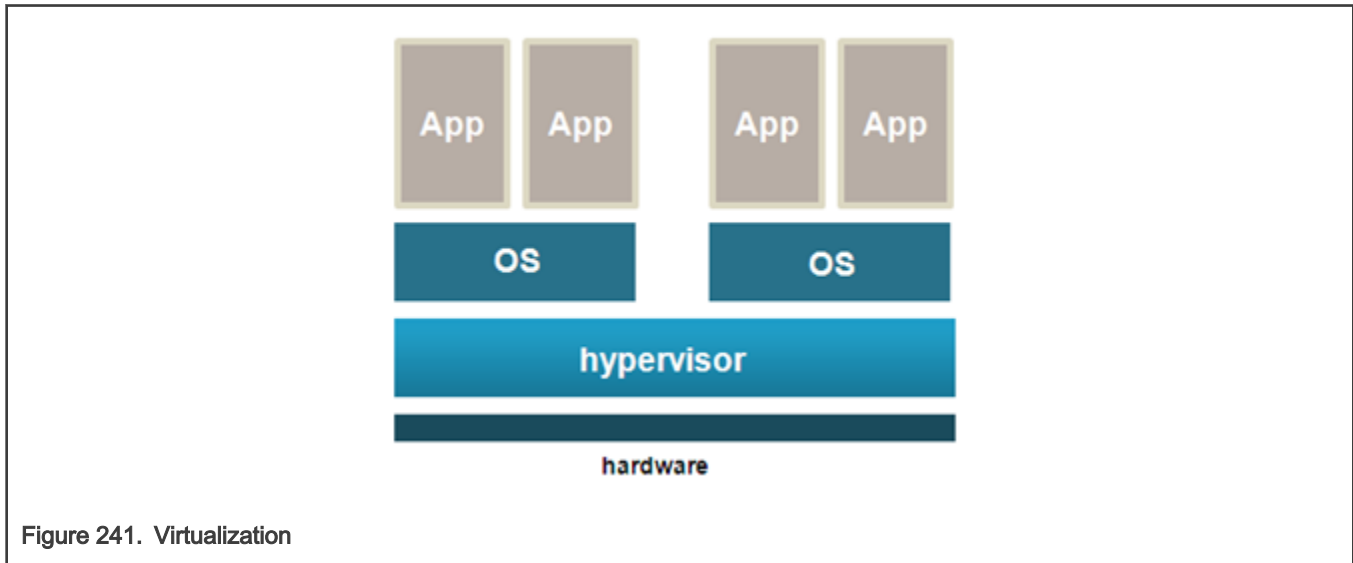 App App App App
OS OS
hypervisor
hardware
Figure 241. Virtualization